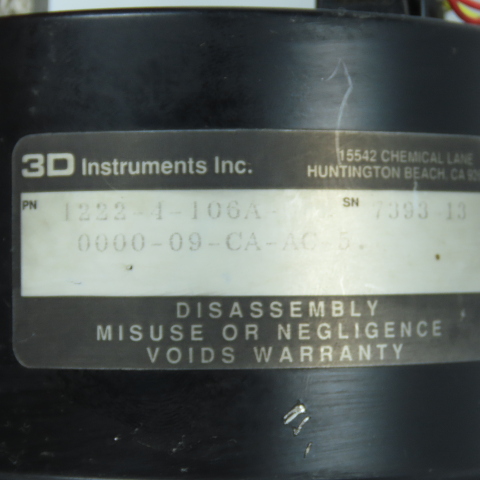 3D Instruments Inc.
15542 CHEMICAL LANE
HUNTINGTON BEACH, CA
PN 1222-4-106A- SN 7393-13
0000-09-CA-AC-5.
DISASSEMBLY
MISUSE OR NEGLIGENCE
VOIDS WARRANTY